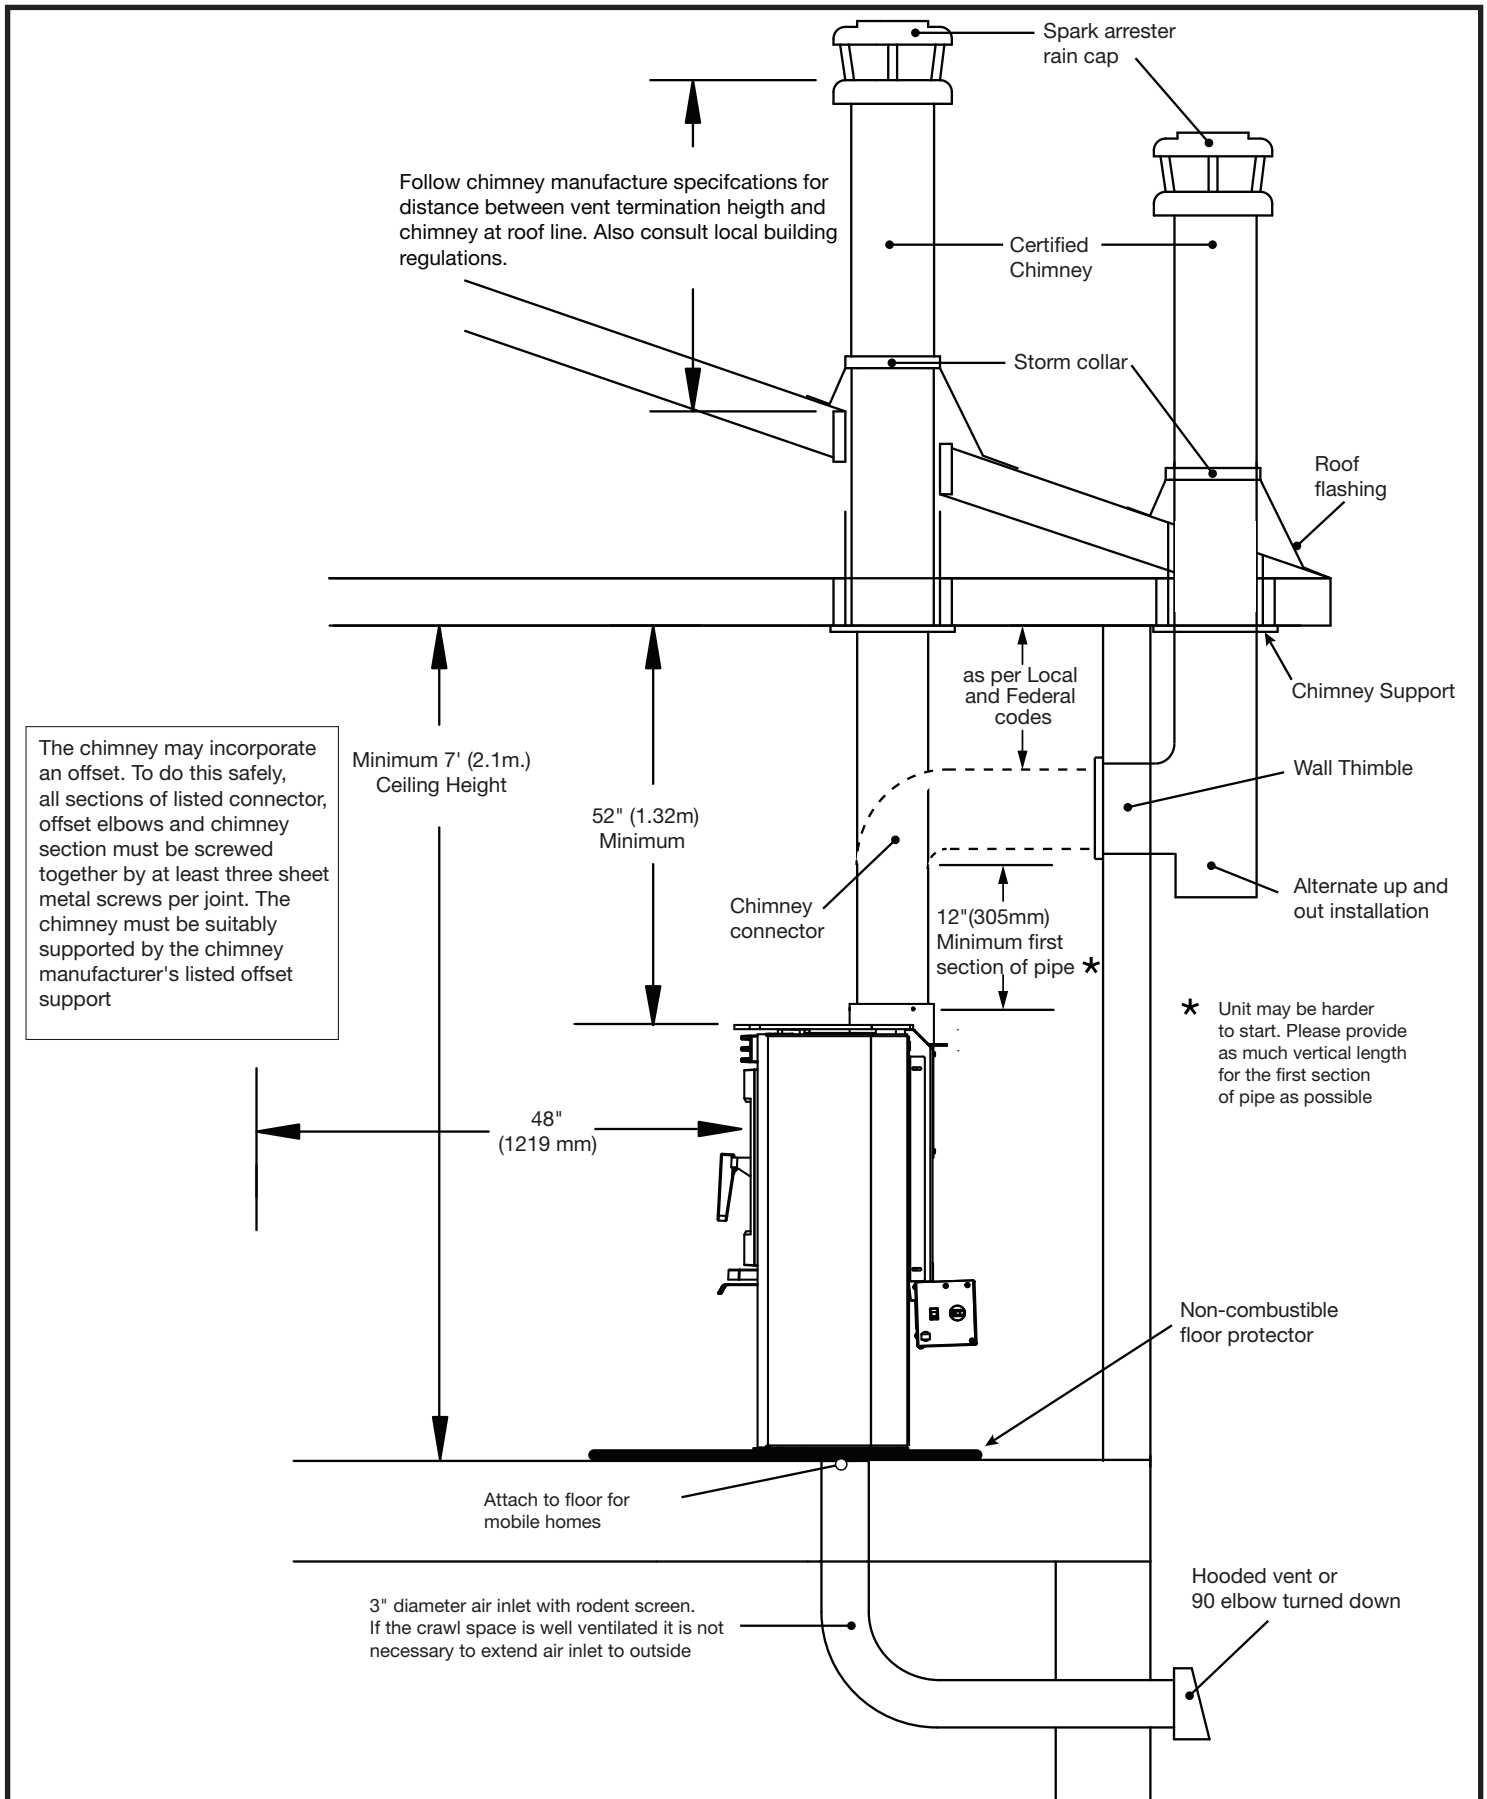 Spark arrester
rain cap
Follow chimney manufacture specifcations for
distance between vent termination heigth and
chimney at roof line. Also consult local building
regulations.
Certified
Chimney
Storm collar
Roof
flashing
as per Local
and Federal
codes
Chimney Support
The chimney may incorporate
an offset. To do this safely,
all sections of listed connector,
offset elbows and chimney
section must be screwed
together by at least three sheet
metal screws per joint. The
chimney must be suitably
supported by the chimney
manufacturer's listed offset
support
Minimum 7' (2.1m.)
Ceiling Height
52" (1.32m)
Minimum
Wall Thimble
Chimney
connector
12"(305mm)
Minimum first
section of pipe *
Alternate up and
out installation
* Unit may be harder
to start. Please provide
as much vertical length
for the first section
of pipe as possible
48"
(1219 mm)
Non-combustible
floor protector
Attach to floor for
mobile homes
3" diameter air inlet with rodent screen.
If the crawl space is well ventilated it is not
necessary to extend air inlet to outside
Hooded vent or
90 elbow turned down